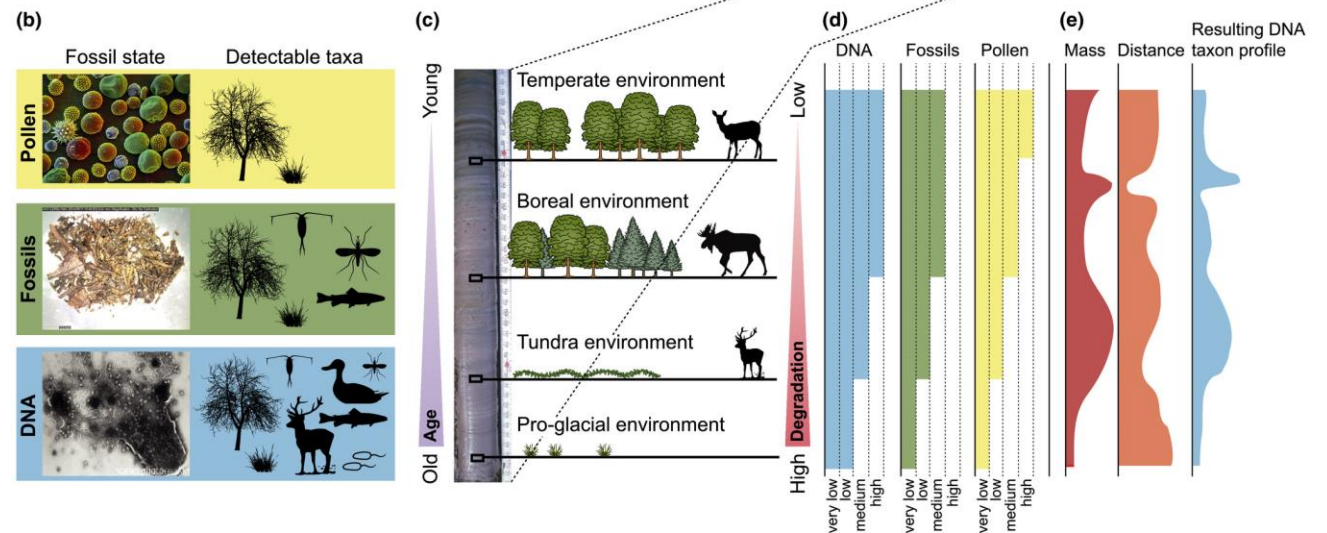 (b)
Fossil state
Detectable taxa
Pollen
Fossils
DNA
(c)
Young
Age
Old
Temperate environment
Boreal environment
Tundra environment
Pro-glacial environment
Low
Degradation
High
(d)
DNA
Fossils
Pollen
very low
low
medium
high
very low
low
medium
high
very low
low
medium
high
(e)
Mass
Distance
Resulting DNA
taxon profile